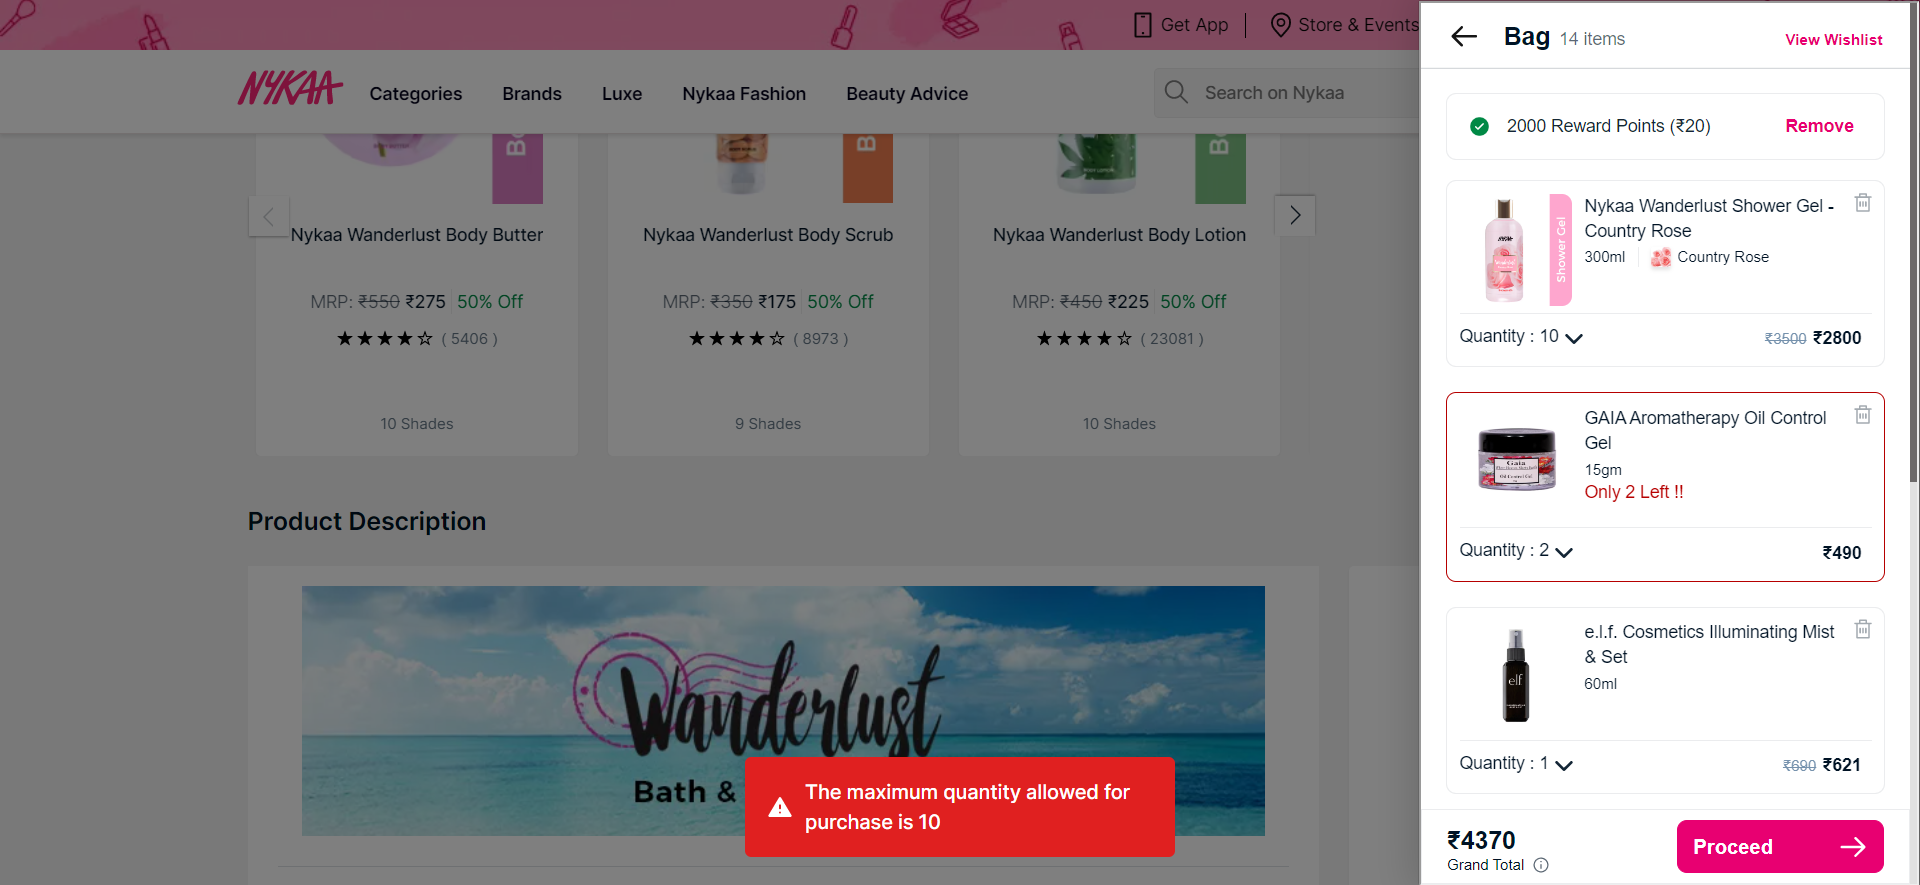 Get App
Store & Events
NYKAA
Categories
Brands
Luxe
Nykaa Fashion
Beauty Advice
Search on Nykaa
Nykaa Wanderlust Body Butter
MRP: ₹550 ₹275 50% Off
( 5406 )
10 Shades
Nykaa Wanderlust Body Scrub
MRP: ₹350 ₹175 50% Off
( 8973 )
9 Shades
Nykaa Wanderlust Body Lotion
MRP: ₹450 ₹225 50% Off
( 23081 )
10 Shades
Product Description
Wanderlust
Bath &
The maximum quantity allowed for
purchase is 10
Bag 14 items
View Wishlist
2000 Reward Points (₹20)
Remove
Shower Gel
Nykaa Wanderlust Shower Gel -
Country Rose
300ml
Country Rose
Quantity : 10
₹3500 ₹2800
Gaia
Oil Control Gel
GAIA Aromatherapy Oil Control
Gel
15gm
Only 2 Left !!
Quantity : 2
₹490
elf
e.l.f. Cosmetics Illuminating Mist
& Set
60ml
Quantity : 1
₹690 ₹621
₹4370
Grand Total
Proceed